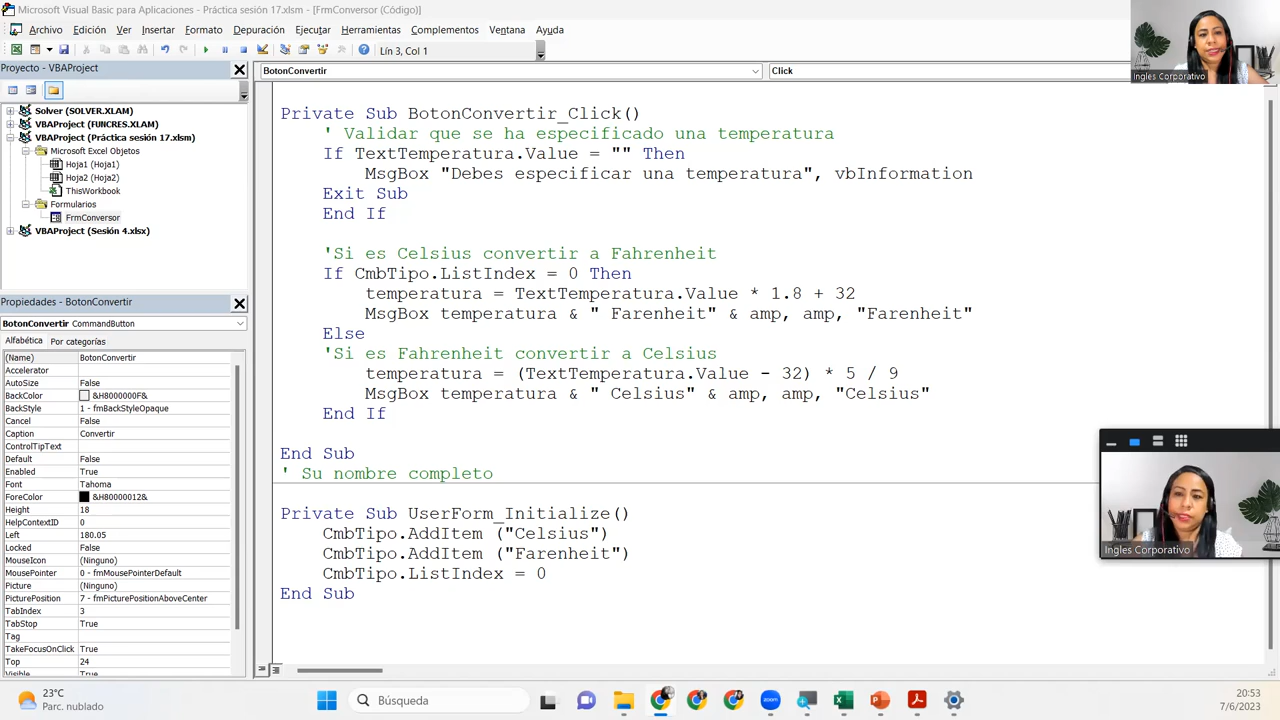 Microsoft Visual Basic para Aplicaciones - Práctica sesión 17.xlsm - [FrmConversor (Código)]
Archivo Edición Ver Insertar Formato Depuración Ejecutar Herramientas Complementos Ventana Ayuda
Lín 3, Col 1
Ingles Corporativo
Proyecto - VBAProject
Solver (SOLVER.XLAM)
VBAProject (FUNCRES.XLAM)
VBAProject (Práctica sesión 17.xlsm)
Microsoft Excel Objetos
Hoja1 (Hoja1)
Hoja2 (Hoja2)
ThisWorkbook
Formularios
FrmConversor
VBAProject (Sesión 4.xlsx)
Propiedades - BotonConvertir
BotonConvertir CommandButton
Alfabética Por categorías
(Name) BotonConvertir
Accelerator
AutoSize False
BackColor &H8000000F&
BackStyle 1 - fmBackStyleOpaque
Cancel False
Caption Convertir
ControlTipText
Default False
Enabled True
Font Tahoma
ForeColor &H80000012&
Height 18
HelpContextID 0
Left 180.05
Locked False
MouseIcon (Ninguno)
MousePointer 0 - fmMousePointerDefault
Picture (Ninguno)
PicturePosition 7 - fmPicturePositionAboveCenter
TabIndex 3
TabStop True
Tag
TakeFocusOnClick True
Top 24
Visible True
BotonConvertir Click
Private Sub BotonConvertir_Click()
' Validar que se ha especificado una temperatura
If TextTemperatura.Value = "" Then
MsgBox "Debes especificar una temperatura", vbInformation
Exit Sub
End If
'Si es Celsius convertir a Fahrenheit
If CmbTipo.ListIndex = 0 Then
temperatura = TextTemperatura.Value * 1.8 + 32
MsgBox temperatura & " Farenheit" & amp, amp, "Farenheit"
Else
'Si es Fahrenheit convertir a Celsius
temperatura = (TextTemperatura.Value - 32) * 5 / 9
MsgBox temperatura & " Celsius" & amp, amp, "Celsius"
End If
End Sub
' Su nombre completo
Private Sub UserForm_Initialize()
CmbTipo.AddItem ("Celsius")
CmbTipo.AddItem ("Farenheit")
CmbTipo.ListIndex = 0
End Sub
Ingles Corporativo
23°C
Parc. nublado
Búsqueda
zoom
20:53
7/6/2023